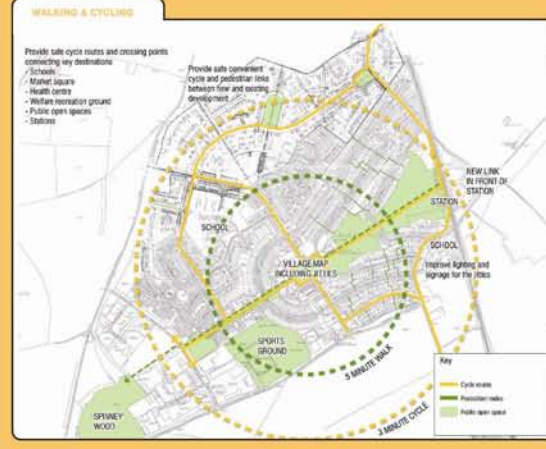 WALKING & CYCLING
Provide safe cycle routes and crossing points
connecting key destinations
- Schools
- Market square
- Health centre
- Welfare recreation ground
- Public open spaces
- Stations
Provide safe convenient
cycle and pedestrian links
between new and existing
development
NEW LINK
IN FRONT OF
STATION
STATION
SCHOOL
SCHOOL
VILLAGE MAP
INCLUDING JITTIES
Improve lighting and
signage for the jitties
SPORTS
GROUND
5 MINUTE WALK
3 MINUTE CYCLE
SPINNEY
WOOD
Key
Cycle routes
Pedestrian routes
Public open space